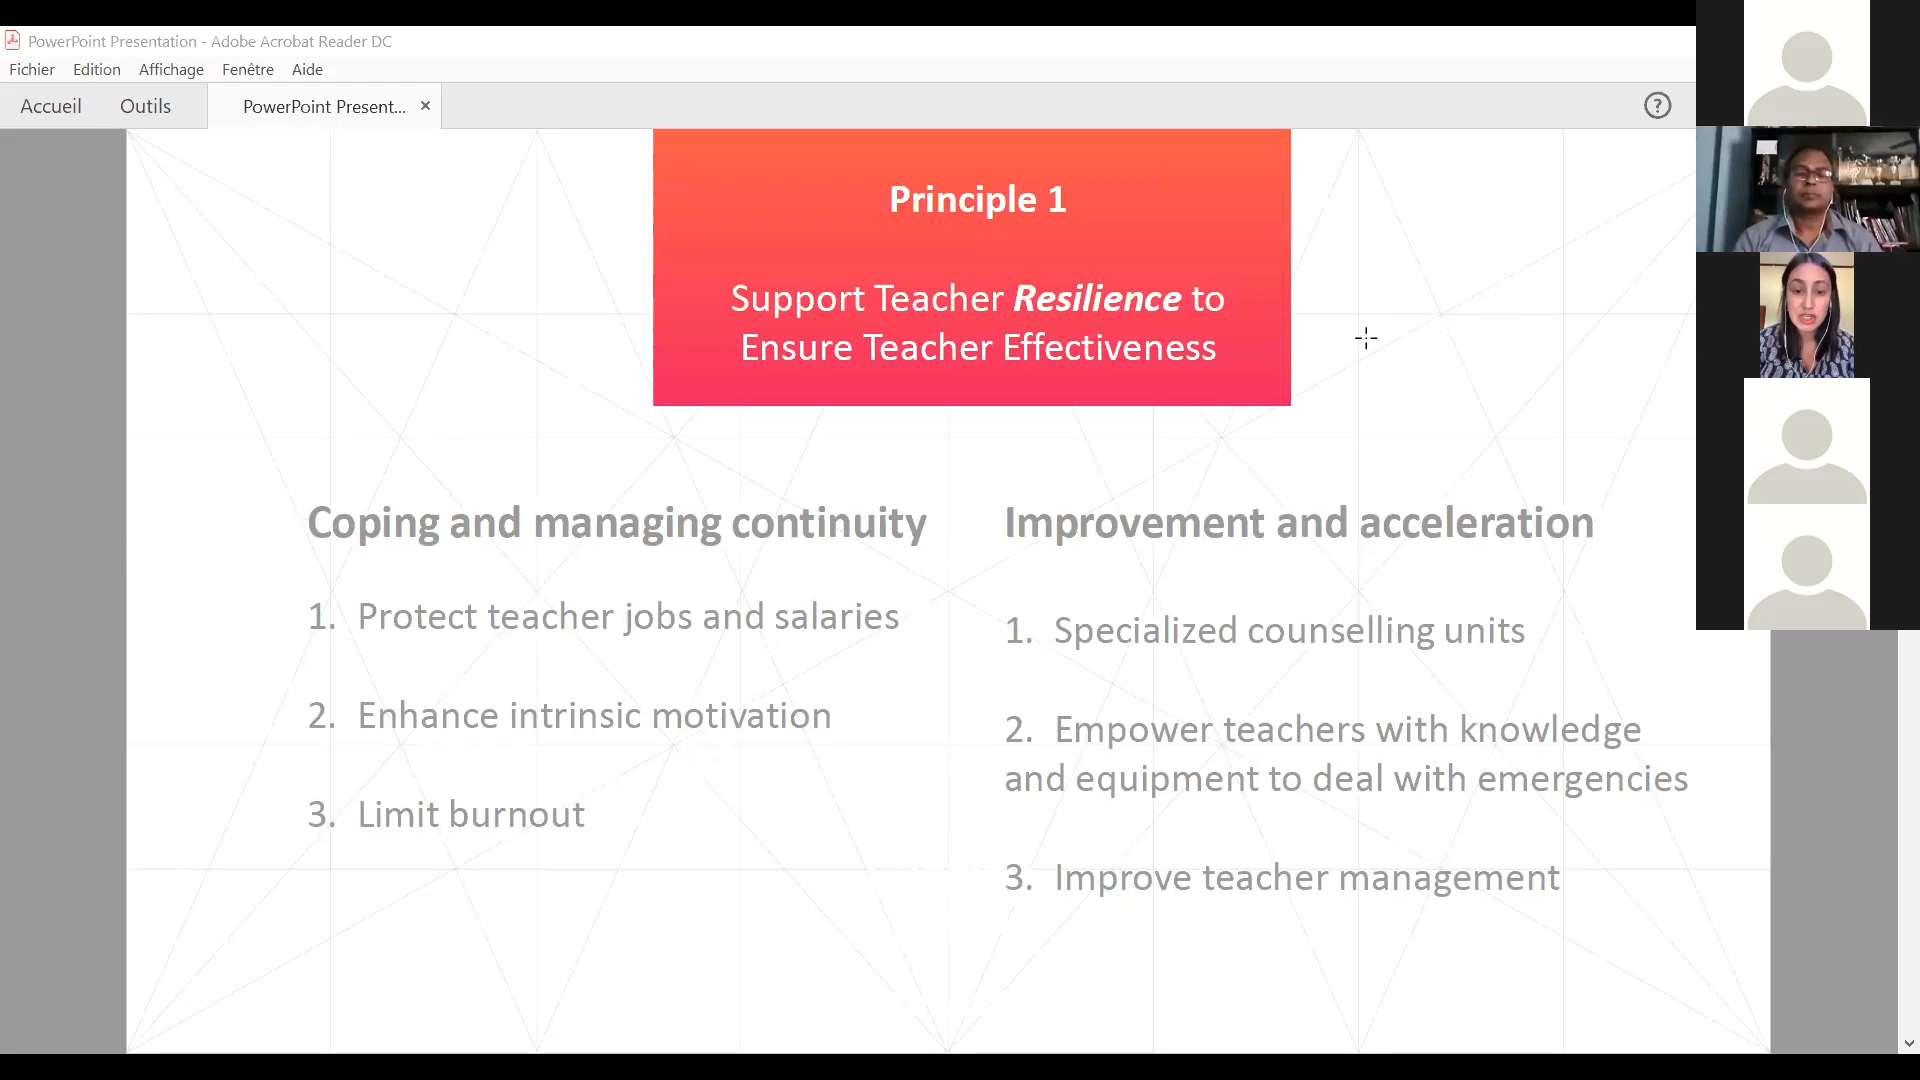 PowerPoint Presentation - Adobe Acrobat Reader DC
Fichier Edition Affichage Fenêtre Aide
Accueil Outils PowerPoint Present... ×
?
Principle 1
Support Teacher Resilience to
Ensure Teacher Effectiveness
Coping and managing continuity
1. Protect teacher jobs and salaries
2. Enhance intrinsic motivation
3. Limit burnout
Improvement and acceleration
1. Specialized counselling units
2. Empower teachers with knowledge
and equipment to deal with emergencies
3. Improve teacher management